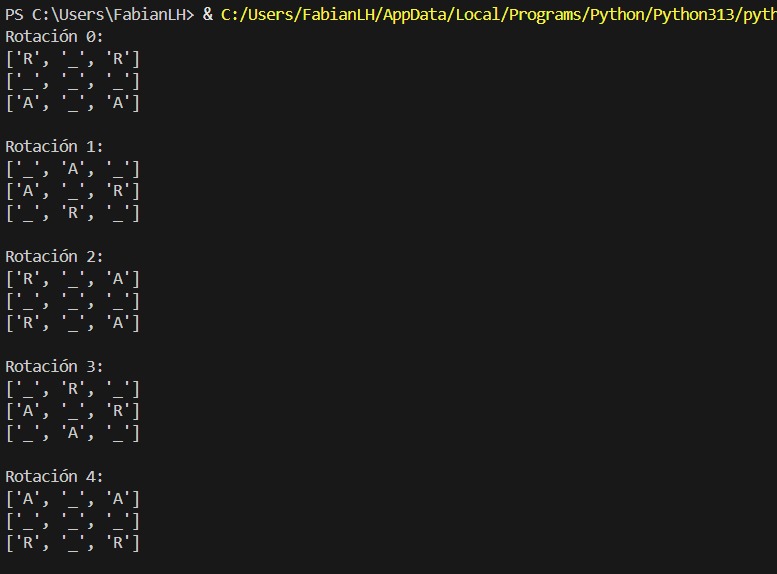 PS C:\Users\FabianLH> & C:/Users/FabianLH/AppData/Local/Programs/Python/Python313/pyth
Rotación 0:
['R', '_', 'R']
['_', '_', '_']
['A', '_', 'A']
Rotación 1:
['_', 'A', '_']
['A', '_', 'R']
['_', 'R', '_']
Rotación 2:
['R', '_', 'A']
['_', '_', '_']
['R', '_', 'A']
Rotación 3:
['_', 'R', '_']
['A', '_', 'R']
['_', 'A', '_']
Rotación 4:
['A', '_', 'A']
['_', '_', '_']
['R', '_', 'R']